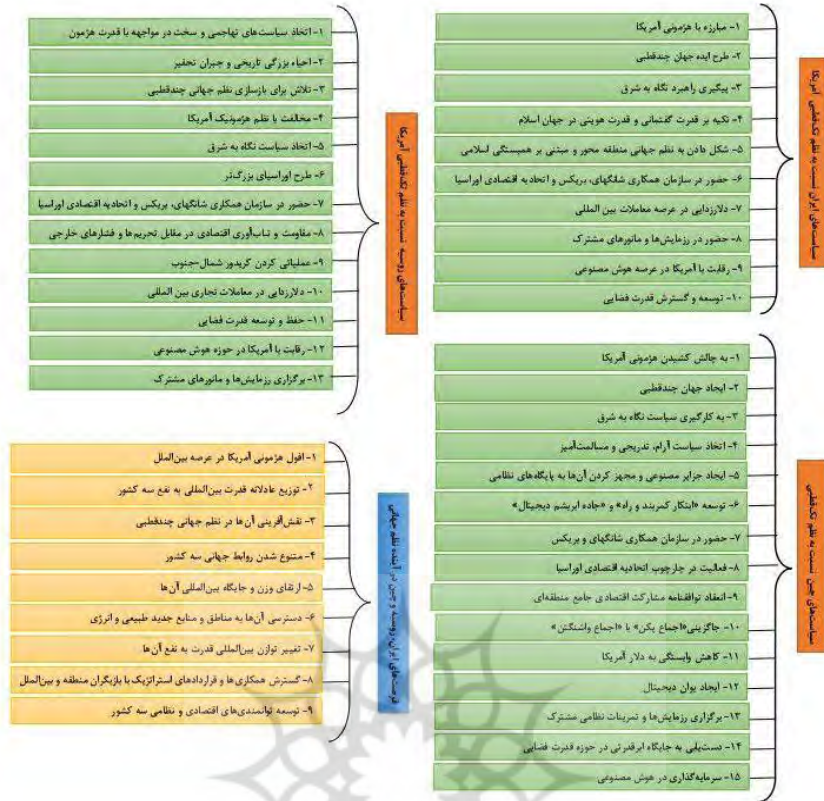 سیاست‌های ایران نسبت به نظم تک‌قطبی آمریکا
۱- مبارزه با هژمونی آمریکا
۲- طرح ایده جهان چندقطبی
۳- پیگیری راهبرد نگاه به شرق
۴- تکیه بر قدرت گفتمانی و قدرت هویتی در جهان اسلام
۵- شکل دادن به نظم جهانی منطقه محور و مبتنی بر همبستگی اسلامی
۶- حضور در سازمان همکاری شانگهای، بریکس و اتحادیه اقتصادی اوراسیا
۷- دلارزدایی در عرصه معاملات بین المللی
۸- حضور در رزمایش‌ها و مانورهای مشترک
۹- رقابت با آمریکا در عرصه هوش مصنوعی
۱۰- توسعه و گسترش قدرت فضایی
سیاست‌های روسیه نسبت به نظم تک‌قطبی آمریکا
۱- اتخاذ سیاست‌های تهاجمی و سخت در مواجهه با قدرت هژمون
۲- احیاء بزرگی تاریخی و جبران تحقیر
۳- تلاش برای بازسازی نظم جهانی چندقطبی
۴- مخالفت با نظم هژمونیک آمریکا
۵- اتخاذ سیاست نگاه به شرق
۶- طرح اوراسیای بزرگ‌تر
۷- حضور در سازمان همکاری شانگهای، بریکس و اتحادیه اقتصادی اوراسیا
۸- مقاومت و تاب‌آوری اقتصادی در مقابل تحریم‌ها و فشارهای خارجی
۹- عملیاتی کردن کریدور شمال-جنوب
۱۰- دلارزدایی در معاملات تجاری بین المللی
۱۱- حفظ و توسعه قدرت فضایی
۱۲- رقابت با آمریکا در حوزه هوش مصنوعی
۱۳- برگزاری رزمایش‌ها و مانورهای مشترک
سیاست‌های چین نسبت به نظم تک‌قطبی
۱- به چالش کشیدن هژمونی آمریکا
۲- ایجاد جهان چندقطبی
۳- به کارگیری سیاست نگاه به شرق
۴- اتخاذ سیاست آرام، تدریجی و مسالمت‌آمیز
۵- ایجاد جزایر مصنوعی و مجهز کردن آن‌ها به پایگاه‌های نظامی
۶- توسعه «ابتکار کمربند و راه» و «جاده ابریشم دیجیتال»
۷- حضور در سازمان همکاری شانگهای و بریکس
۸- فعالیت در چارچوب اتحادیه اقتصادی اوراسیا
۹- انعقاد توافقنامه مشارکت اقتصادی جامع منطقه‌ای
۱۰- جاگزینی «اجماع پکن» با «اجماع واشنگتن»
۱۱- کاهش وابستگی به دلار آمریکا
۱۲- ایجاد یوان دیجیتال
۱۳- برگزاری رزمایش‌ها و تمرینات نظامی مشترک
۱۴- دست‌یابی به جایگاه ابرقدرتی در حوزه قدرت فضایی
۱۵- سرمایه‌گذاری در هوش مصنوعی
فرصت‌های ایران، روسیه و چین در آینده نظم جهانی
۱- افول هژمونی آمریکا در عرصه بین‌الملل
۲- توزیع عادلانه قدرت بین‌المللی به نفع سه کشور
۳- نقش‌آفرینی آن‌ها در نظم جهانی چندقطبی
۴- متنوع شدن روابط جهانی سه کشور
۵- ارتقای وزن و جایگاه بین‌المللی آن‌ها
۶- دسترسی آن‌ها به مناطق و منابع جدید طبیعی و انرژی
۷- تغییر توازن بین‌المللی قدرت به نفع آن‌ها
۸- گسترش همکاری‌ها و قراردادهای استراتژیک با بازیگران منطقه و بین‌الملل
۹- توسعه توانمندی‌های اقتصادی و نظامی سه کشور